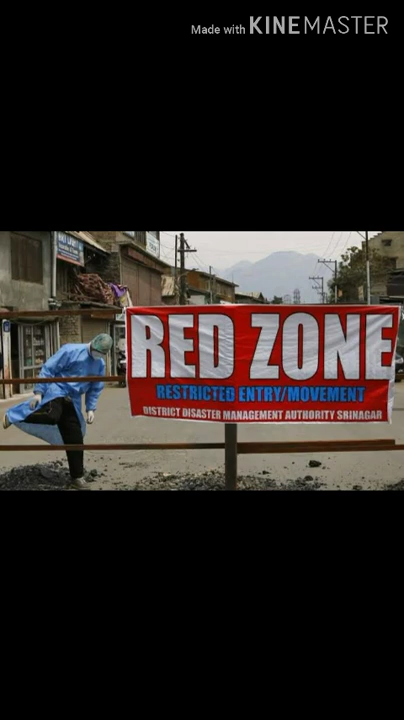 Made with KINEMASTER
RED ZONE
RESTRICTED ENTRY/MOVEMENT
DISTRICT DISASTER MANAGEMENT AUTHORITY SRINAGAR